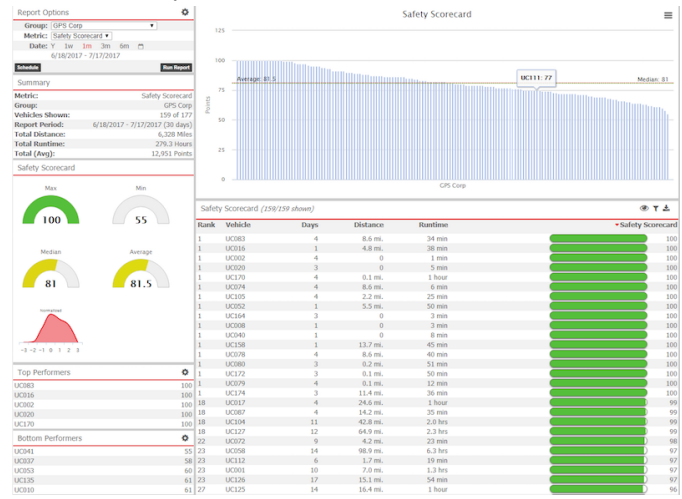 Report Options
Group: GPS Corp
Metric: Safety Scorecard
Date: Y 1w 1m 3m 6m
6/18/2017 - 7/17/2017
Schedule Run Report
Summary
Metric: Safety Scorecard
Group: GPS Corp
Vehicles Shown: 159 of 177
Report Period: 6/18/2017 - 7/17/2017 (30 days)
Total Distance: 6,328 Miles
Total Runtime: 279.3 Hours
Total (Avg): 12,951 Points
Safety Scorecard
Max Min
100 55
Median Average
81 81.5
Normalized
-3 -2 -1 0 1 2 3
Top Performers
UC083 100
UC016 100
UC002 100
UC020 100
UC170 100
Bottom Performers
UC041 55
UC037 58
UC053 60
UC135 61
UC010 61
Safety Scorecard
125
100
75
50
25
0
Points
Average: 81.5
UC111: 77
Median: 81
GPS Corp
Safety Scorecard (159/159 shown)
Rank Vehicle Days Distance Runtime Safety Scorecard
1 UC083 4 8.6 mi. 34 min 100
1 UC016 1 4.8 mi. 38 min 100
1 UC002 4 0 1 min 100
1 UC020 3 0 5 min 100
1 UC170 4 0.1 mi. 1 hour 100
1 UC074 4 8.6 mi. 6 min 100
1 UC105 4 2.2 mi. 25 min 100
1 UC052 1 5.5 mi. 50 min 100
1 UC164 3 0 3 min 100
1 UC008 1 0 3 min 100
1 UC040 1 0 8 min 100
1 UC158 1 13.7 mi. 45 min 100
1 UC078 4 8.6 mi. 40 min 100
1 UC080 3 0.2 mi. 51 min 100
1 UC172 3 0.1 mi. 50 min 100
1 UC079 4 0.1 mi. 12 min 100
1 UC174 3 11.4 mi. 36 min 100
18 UC017 4 24.6 mi. 1 hour 99
18 UC087 4 14.2 mi. 35 min 99
18 UC104 11 42.8 mi. 2.0 hrs 99
18 UC127 12 64.9 mi. 2.3 hrs 99
22 UC072 9 4.2 mi. 23 min 98
23 UC058 14 98.9 mi. 6.3 hrs 97
23 UC112 6 1.7 mi. 19 min 97
23 UC001 10 7.0 mi. 1.3 hrs 97
23 UC126 17 15.1 mi. 54 min 97
27 UC125 14 16.4 mi. 1 hour 96